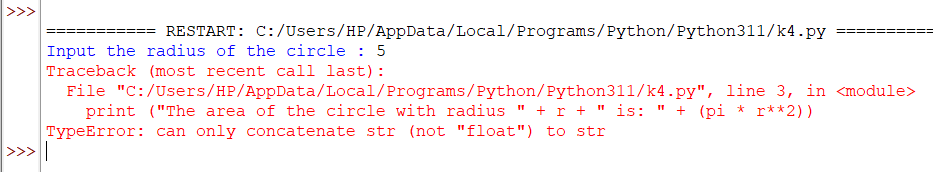 >>>
=========== RESTART: C:/Users/HP/AppData/Local/Programs/Python/Python311/k4.py ==========
Input the radius of the circle : 5
Traceback (most recent call last):
  File "C:/Users/HP/AppData/Local/Programs/Python/Python311/k4.py", line 3, in <module>
    print ("The area of the circle with radius " + r + " is: " + (pi * r**2))
TypeError: can only concatenate str (not "float") to str
>>>